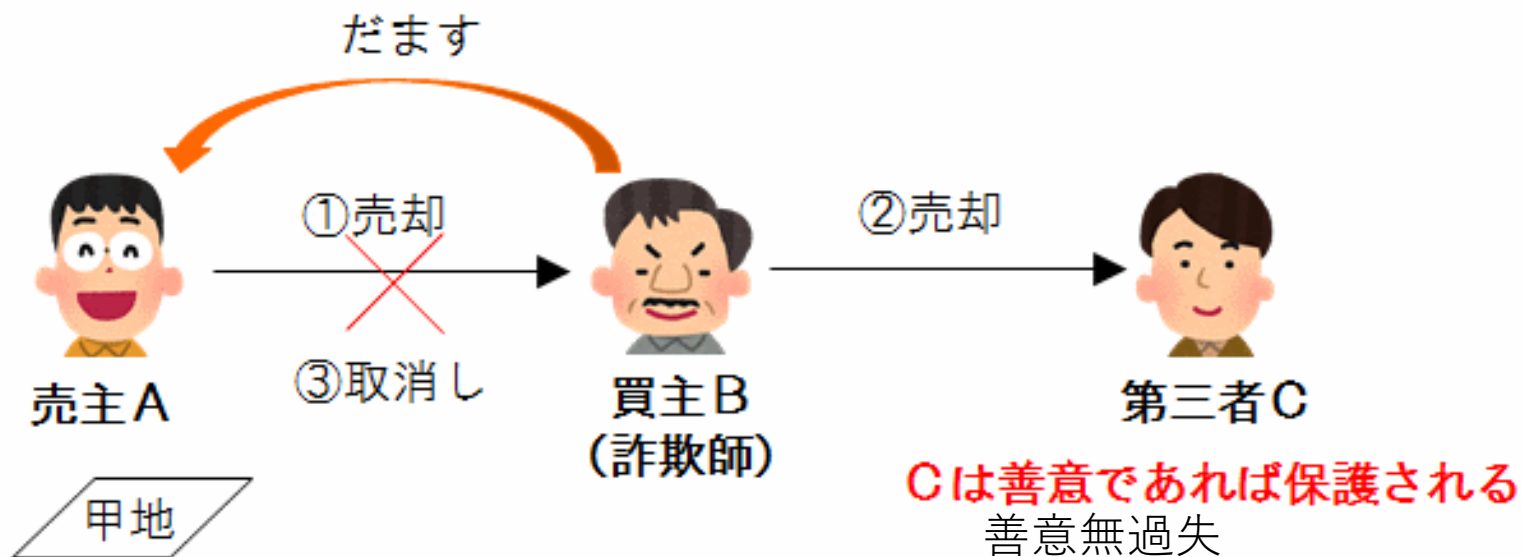 だます
①売却
②売却
③取消し
売主A
買主B
(詐欺師)
第三者C
甲地
Cは善意であれば保護される
善意無過失